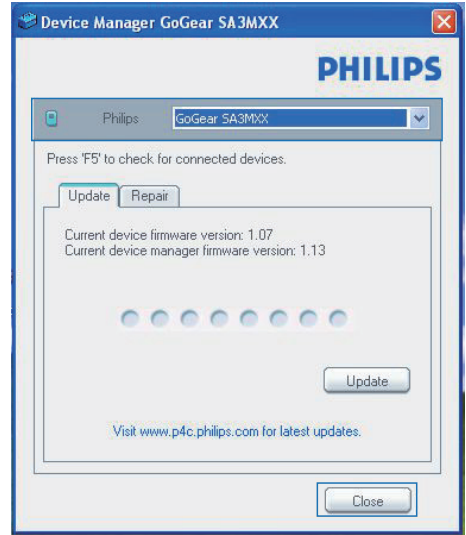 Device Manager GoGear SA3MXX
PHILIPS
Philips GoGear SA3MXX
Press 'F5' to check for connected devices.
Update Repair
Current device firmware version: 1.07
Current device manager firmware version: 1.13
Update
Visit www.p4c.philips.com for latest updates.
Close